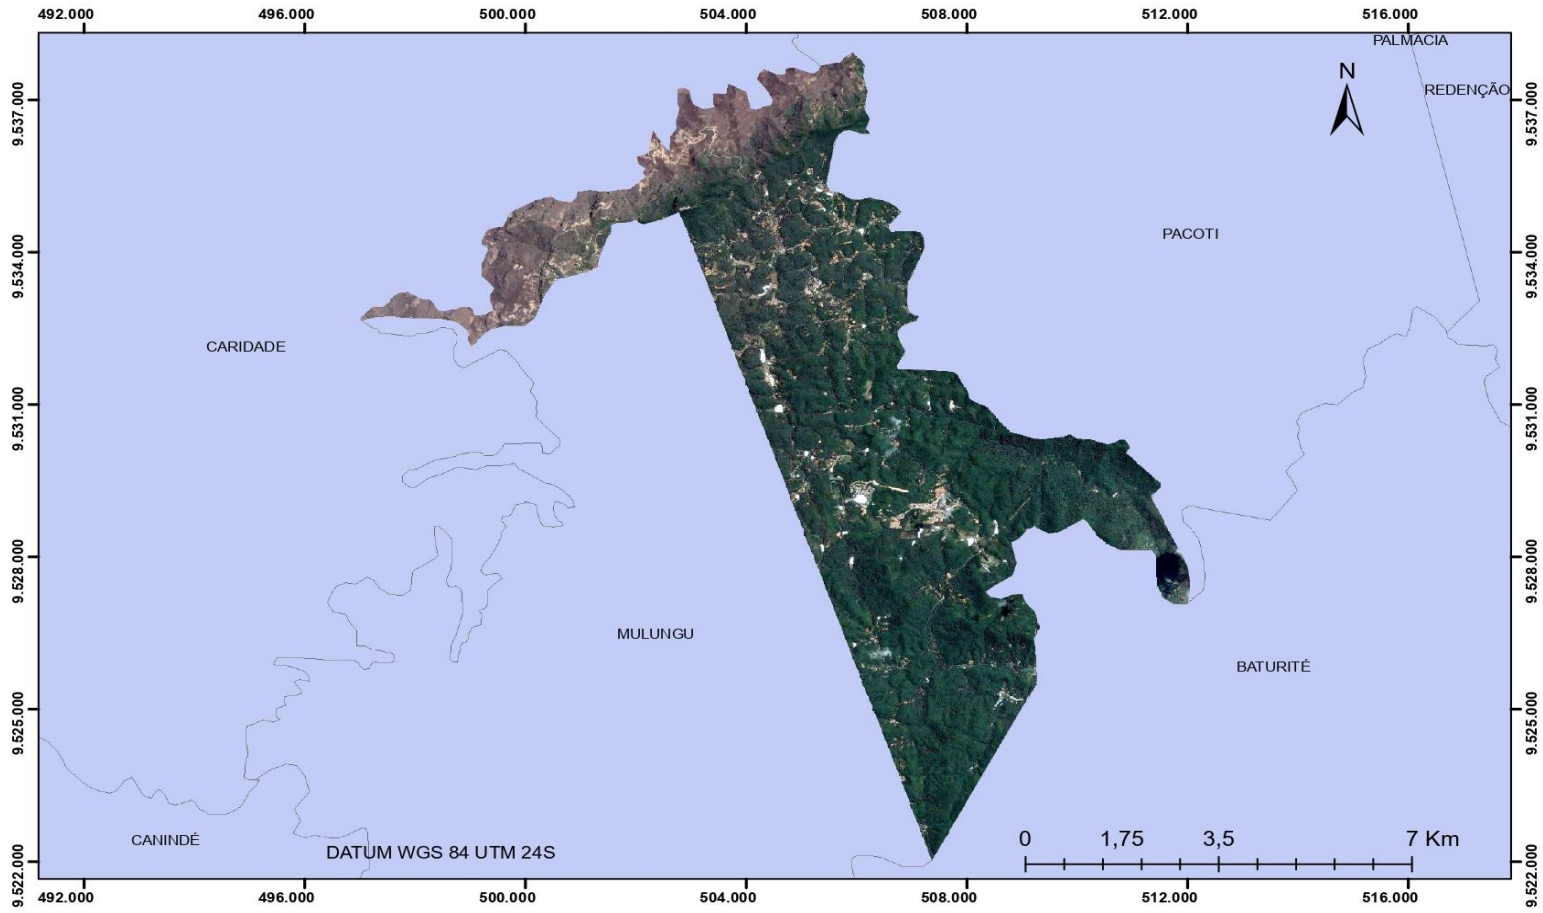 492.000 496.000 500.000 504.000 508.000 512.000 516.000
PALMÁCIA
N
REDENÇÃO
9.537.000 9.537.000
PACOTI
9.534.000 9.534.000
CARIDADE
9.531.000 9.531.000
9.528.000 9.528.000
MULUNGU
BATURITÉ
9.525.000 9.525.000
CANINDÉ
DATUM WGS 84 UTM 24S
0 1,75 3,5 7 Km
9.522.000 9.522.000
492.000 496.000 500.000 504.000 508.000 512.000 516.000